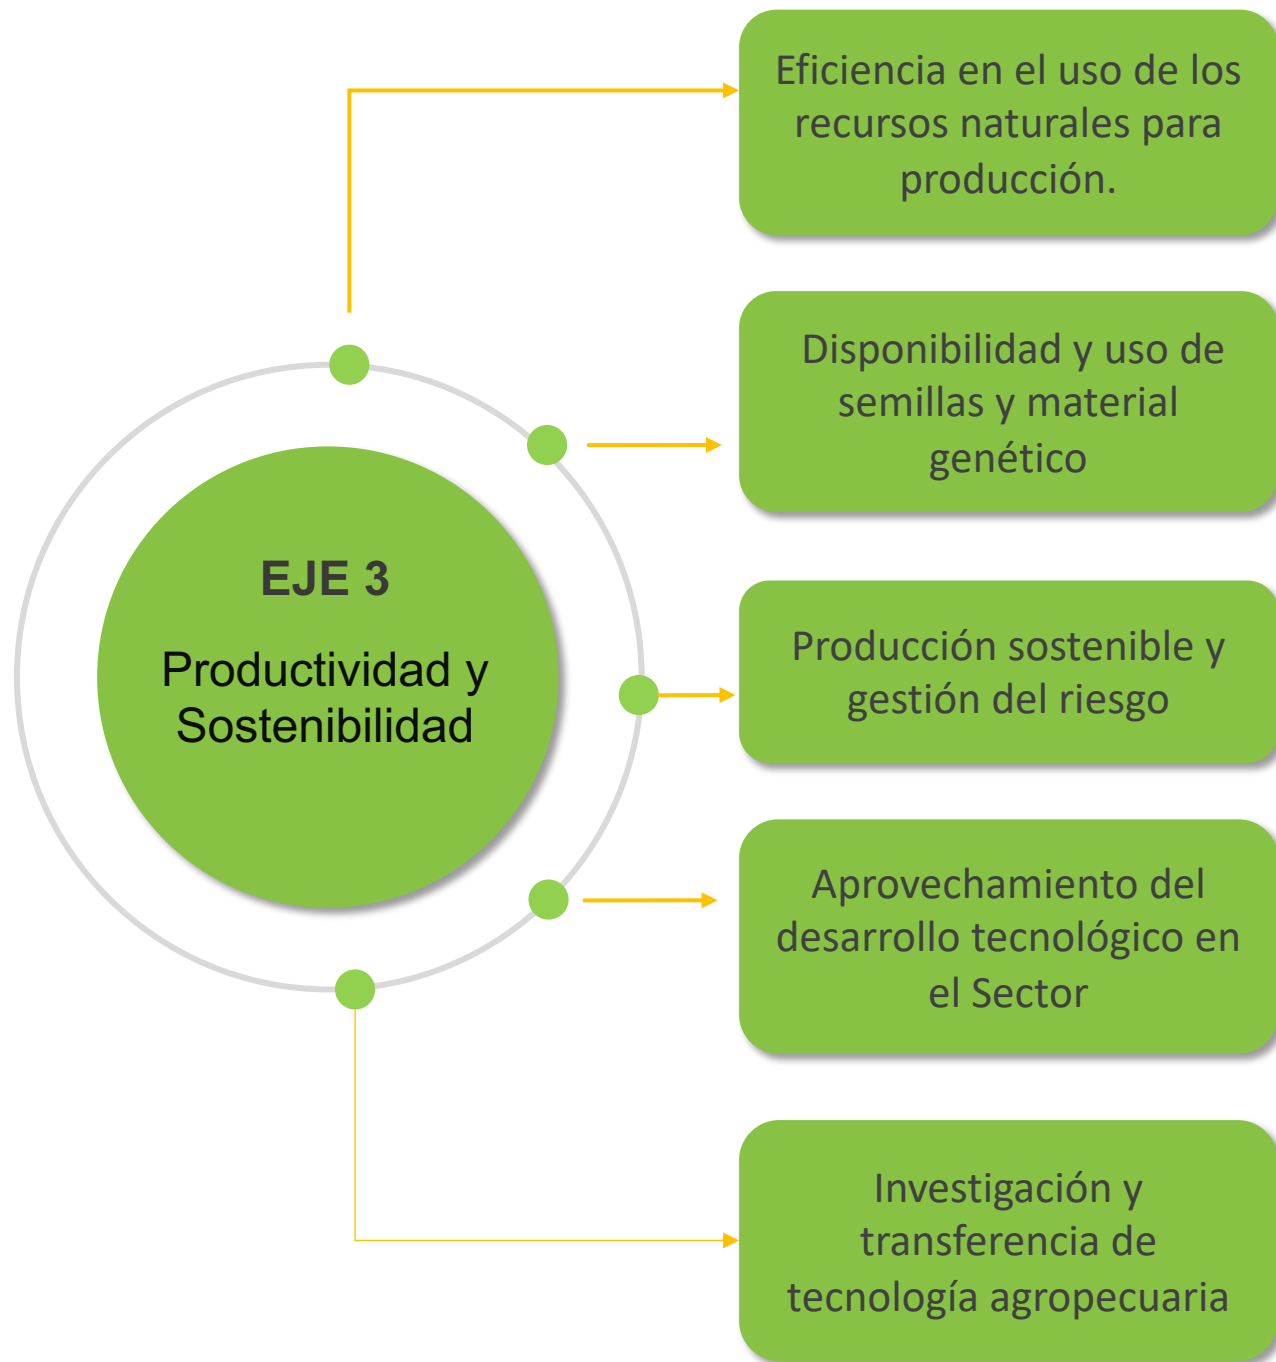 Eficiencia en el uso de los
recursos naturales para
producción.
Disponibilidad y uso de
semillas y material
genético
EJE 3
Productividad y
Sostenibilidad
Producción sostenible y
gestión del riesgo
Aprovechamiento del
desarrollo tecnológico en
el Sector
Investigación y
transferencia de
tecnología agropecuaria